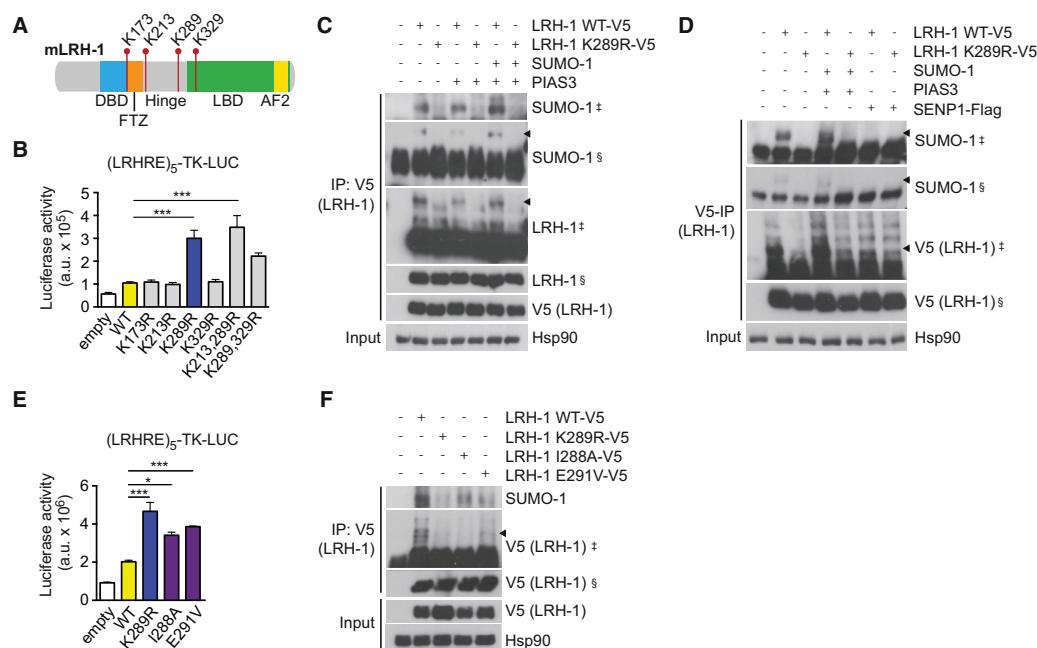 A
K173
K213
K289
K329
mLRH-1
DBD
Hinge
LBD
AF2
FTZ
B
(LRHRE)5-TK-LUC
***
***
Luciferase activity
(a.u. x 10⁵)
5
4
3
2
1
0
empty
WT
K173R
K213R
K289R
K329R
K213,289R
K289,329R
C
- + - + - + - LRH-1 WT-V5
- - + - + - + LRH-1 K289R-V5
- - - - - + + SUMO-1
- - - + + + + PIAS3
IP: V5
(LRH-1)
SUMO-1 ‡
SUMO-1 §
LRH-1 ‡
LRH-1 §
V5 (LRH-1)
Input
Hsp90
D
- + - + - + - LRH-1 WT-V5
- - + - + - + LRH-1 K289R-V5
- - - + + - - SUMO-1
- - - + + - - PIAS3
- - - - - + + SENP1-Flag
V5-IP
(LRH-1)
SUMO-1 ‡
SUMO-1 §
V5 (LRH-1) ‡
V5 (LRH-1) §
Input
Hsp90
E
(LRHRE)5-TK-LUC
***
*
***
Luciferase activity
(a.u. x 10⁶)
6
4
2
0
empty
WT
K289R
I288A
E291V
F
- + - - - LRH-1 WT-V5
- - + - - LRH-1 K289R-V5
- - - + - LRH-1 I288A-V5
- - - - + LRH-1 E291V-V5
IP: V5
(LRH-1)
SUMO-1
V5 (LRH-1) ‡
V5 (LRH-1) §
Input
V5 (LRH-1)
Hsp90